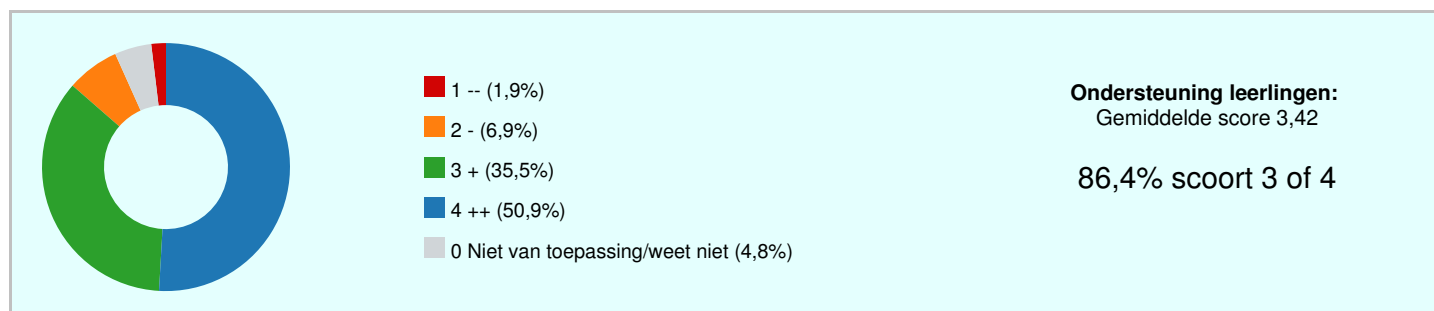 1 -- (1,9%)
2 - (6,9%)
3 + (35,5%)
4 ++ (50,9%)
0 Niet van toepassing/weet niet (4,8%)
Ondersteuning leerlingen:
Gemiddelde score 3,42
86,4% scoort 3 of 4